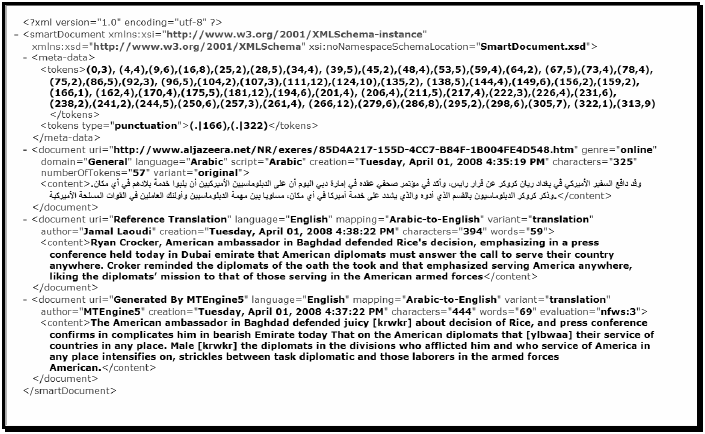 <?xml version="1.0" encoding="utf-8" ?>
- <smartDocument xmlns:xsi="http://www.w3.org/2001/XMLSchema-instance"
xmlns:xsd="http://www.w3.org/2001/XMLSchema" xsi:noNamespaceSchemaLocation="SmartDocument.xsd">
- <meta-data>
<tokens>(0,3), (4,4),(9,6),(16,8),(25,2),(28,5),(34,4), (39,5),(45,2),(48,4),(53,5),(59,4),(64,2), (67,5),(73,4),(78,4),
(75,2),(86,5),(92,3), (96,5),(104,2),(107,3),(111,12),(124,10),(135,2), (138,5),(144,4),(149,6),(156,2),(159,2),
(166,1), (162,4),(170,4),(175,5),(181,12),(194,6),(201,4), (206,4),(211,5),(217,4),(222,3),(226,4),(231,6),
(238,2),(241,2),(244,5),(250,6),(257,3),(261,4), (266,12),(279,6),(286,8),(295,2),(298,6),(305,7), (322,1),(313,9)
</tokens>
<tokens type="punctuation">(.|166),(.|322)</tokens>
</meta-data>
- <document uri="http://www.aljazeera.net/NR/exeres/85D4A217-155D-4CC7-B84F-1B004FE4D548.htm" genre="online"
domain="General" language="Arabic" script="Arabic" creation="Tuesday, April 01, 2008 4:35:19 PM" characters="325"
numberOfTokens="57" variant="original">
<content>وقد دافع السفير الأميركي في بغداد ريان كروكر عن قرار رايس، وأكد في مؤتمر صحفي عقده في إمارة دبي اليوم أن على الدبلوماسيين الأميركيين أن يلبوا خدمة بلادهم في أي مكان.
وذكر كروكر الدبلوماسيون بالقسم الذي أدوه والذي يشدد على خدمة أميركا في أي مكان، مساويا بين مهمة الدبلوماسيين وأولئك العاملين في القوات المسلحة الأميركية.</content>
</document>
- <document uri="Reference Translation" language="English" mapping="Arabic-to-English" variant="translation"
author="Jamal Laoudi" creation="Tuesday, April 01, 2008 4:38:22 PM" characters="394" words="59">
<content>Ryan Crocker, American ambassador in Baghdad defended Rice's decision, emphasizing in a press
conference held today in Dubai emirate that American diplomats must answer the call to serve their country
anywhere. Croker reminded the diplomats of the oath the took and that emphasized serving America anywhere,
liking the diplomats' mission to that of those serving in the American armed forces</content>
</document>
- <document uri="Generated By MTEngine5" language="English" mapping="Arabic-to-English" variant="translation"
author="MTEngine5" creation="Tuesday, April 01, 2008 4:37:22 PM" characters="444" words="69" evaluation="nfws:3">
<content>The American ambassador in Baghdad defended juicy [krwkr] about decision of Rice, and press conference
confirms in complicates him in bearish Emirate today That on the American diplomats that [ylbwaa] their service of
countries in any place. Male [krwkr] the diplomats in the divisions who afflicted him and who service of America in
any place intensifies on, strickles between task diplomatic and those laborers in the armed forces
American.</content>
</document>
</smartDocument>